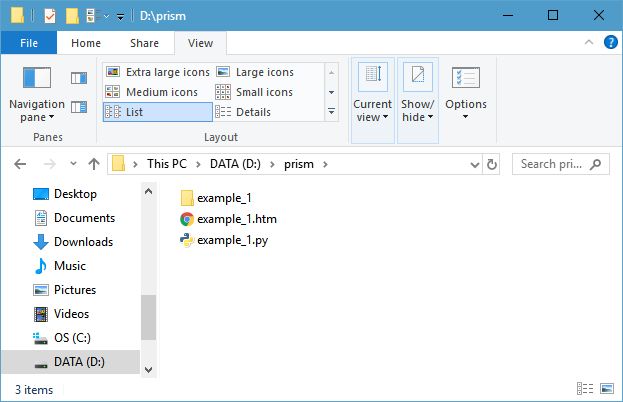 D:\prism
File Home Share View
Navigation pane
Panes
Extra large icons Large icons
Medium icons Small icons
List Details
Layout
Current view
Show/ hide
Options
This PC DATA (D:) prism
Search pri...
Desktop
Documents
Downloads
Music
Pictures
Videos
OS (C:)
DATA (D:)
example_1
example_1.htm
example_1.py
3 items